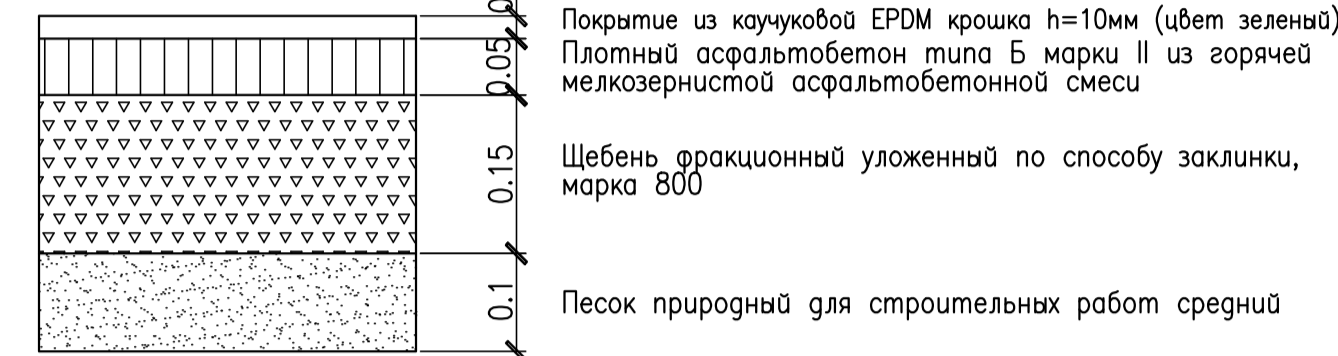 Покрытие из каучуковой EPDM крошка h=10мм (цвет зеленый)
0.05
Плотный асфальтобетон типа Б марки II из горячей
мелкозернистой асфальтобетонной смеси
0.15
Щебень фракционный уложенный по способу заклинки,
марка 800
0.1
Песок природный для строительных работ средний